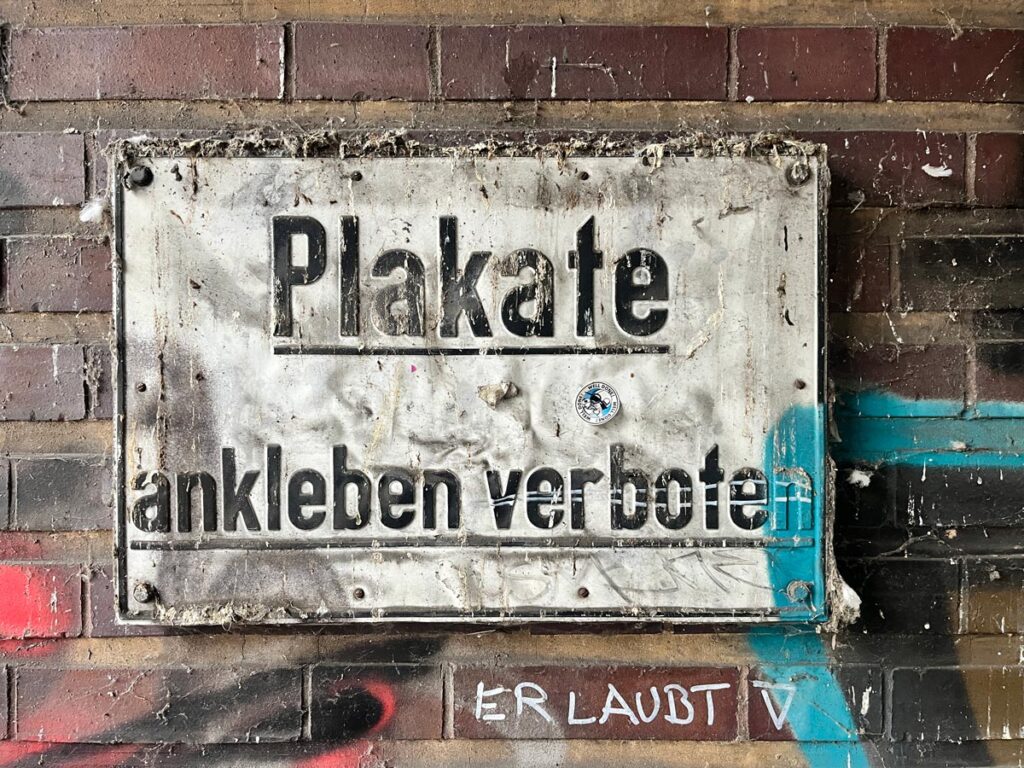 Plakate
ankleben verboten
ERLAUBT